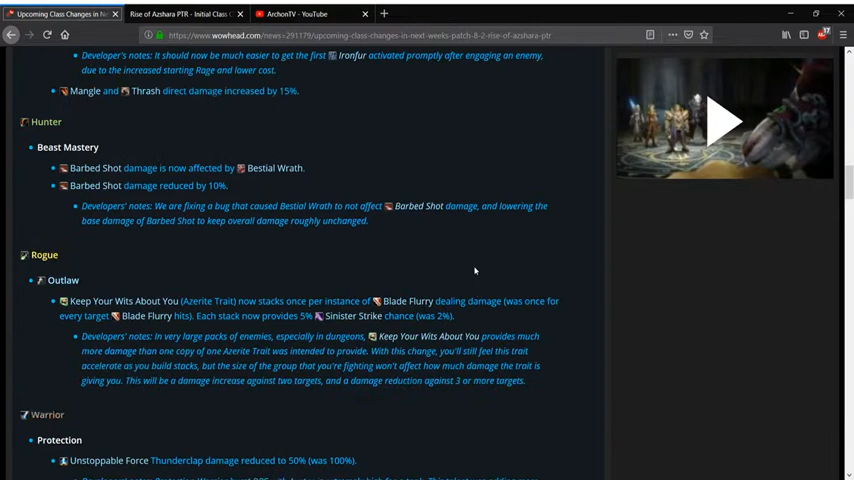 Upcoming Class Changes in Ne
Rise of Azshara PTR - Initial Class C
ArchonTV - YouTube
https://www.wowhead.com/news=291179/upcoming-class-changes-in-next-weeks-patch-8-2-rise-of-azshara-ptr
Developer's notes: It should now be much easier to get the first Ironfur activated promptly after engaging an enemy,
due to the increased starting Rage and lower cost.
Mangle and Thrash direct damage increased by 15%.
Hunter
Beast Mastery
Barbed Shot damage is now affected by Bestial Wrath.
Barbed Shot damage reduced by 10%.
Developers' notes: We are fixing a bug that caused Bestial Wrath to not affect Barbed Shot damage, and lowering the
base damage of Barbed Shot to keep overall damage roughly unchanged.
Rogue
Outlaw
Keep Your Wits About You (Azerite Trait) now stacks once per instance of Blade Flurry dealing damage (was once for
every target Blade Flurry hits). Each stack now provides 5% Sinister Strike chance (was 2%).
Developers' notes: In very large packs of enemies, especially in dungeons, Keep Your Wits About You provides much
more damage than one copy of one Azerite Trait was intended to provide. With this change, you'll still feel this trait
accelerate as you build stacks, but the size of the group that you're fighting won't affect how much damage the trait is
giving you. This will be a damage increase against two targets, and a damage reduction against 3 or more targets.
Warrior
Protection
Unstoppable Force Thunderclap damage reduced to 50% (was 100%).